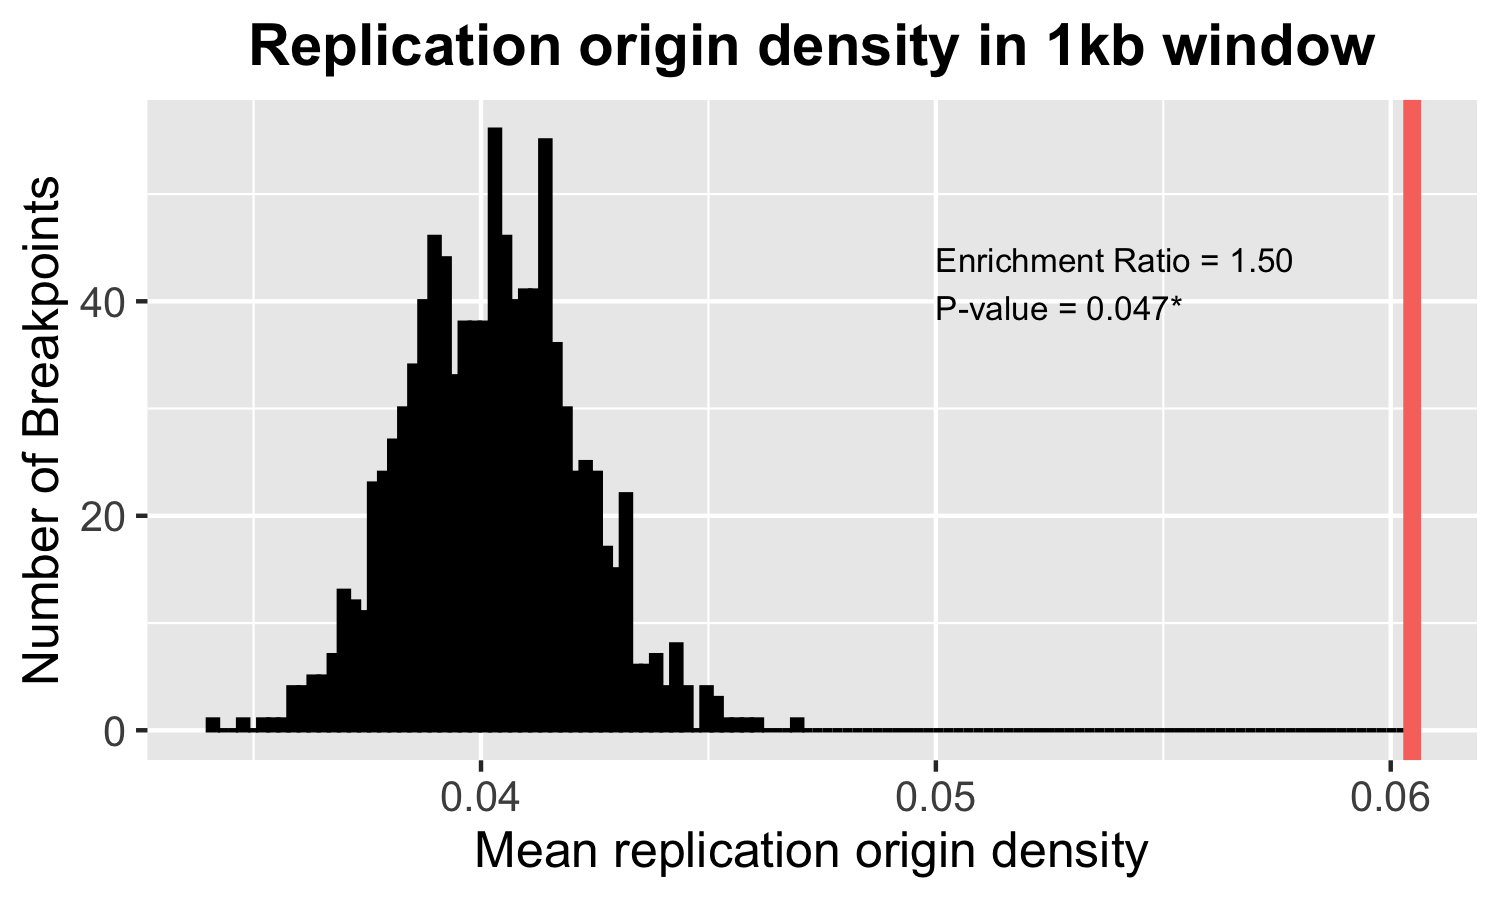 Replication origin density in 1kb window
Number of Breakpoints
40
20
0
Enrichment Ratio = 1.50
P-value = 0.047*
0.04 0.05 0.06
Mean replication origin density